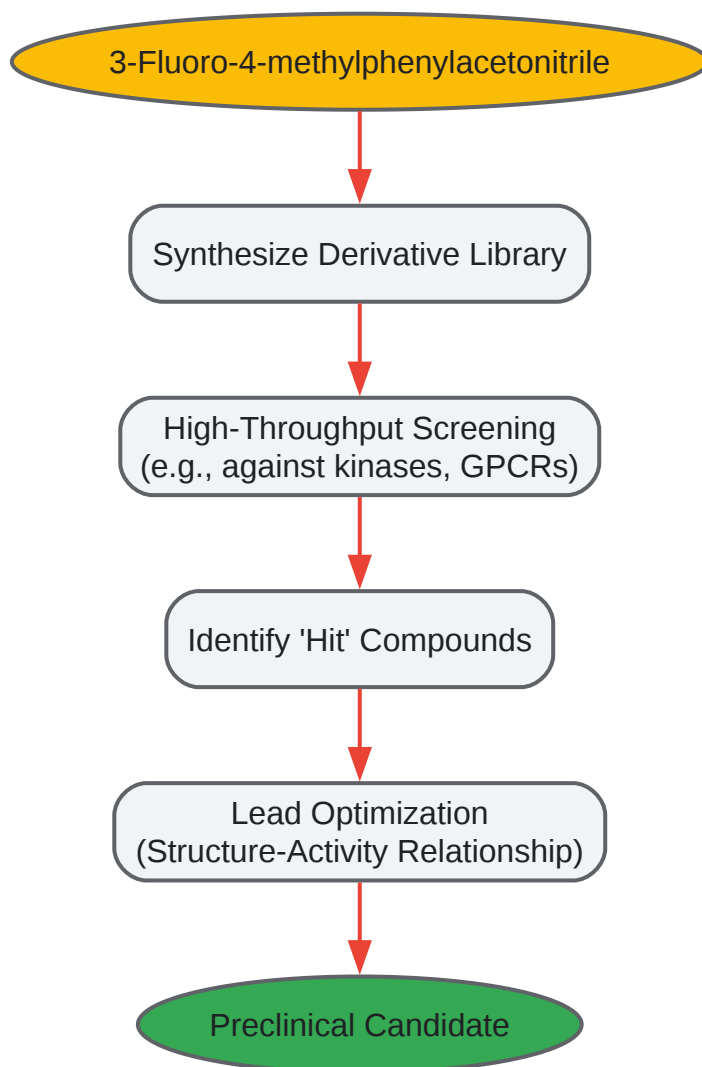 3-Fluoro-4-methylphenylacetonitrile
Synthesize Derivative Library
High-Throughput Screening
(e.g., against kinases, GPCRs)
Identify 'Hit' Compounds
Lead Optimization
(Structure-Activity Relationship)
Preclinical Candidate